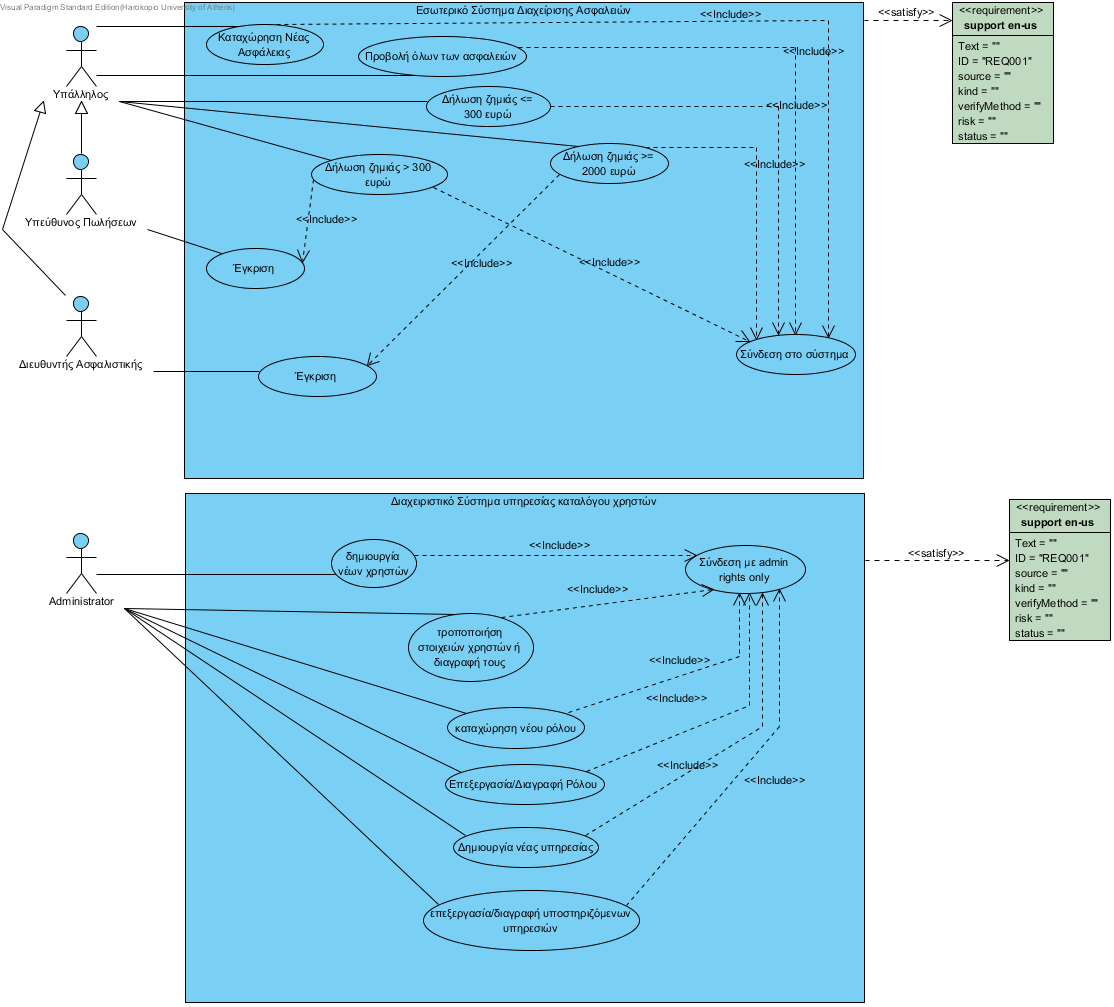 Visual Paradigm Standard Edition(Harokopio University of Athens)
Εσωτερικό Σύστημα Διαχείρισης Ασφαλειών
<<Include>>
<<satisfy>>
<<requirement>>
support en-us
Text = ""
ID = "REQ001"
source = ""
kind = ""
verifyMethod = ""
risk = ""
status = ""
Καταχώρηση Νέας
Ασφάλειας
Προβολή όλων των ασφαλειών
<<Include>>
Υπάλληλος
Δήλωση ζημιάς <=
300 ευρώ
<<Include>>
Δήλωση ζημιάς > 300
ευρώ
Δήλωση ζημιάς >=
2000 ευρώ
<<Include>>
Υπεύθυνος Πωλήσεων
<<Include>>
Έγκριση
<<Include>>
<<Include>>
Διευθυντής Ασφαλιστικής
Έγκριση
Σύνδεση στο σύστημα
Διαχειριστικό Σύστημα υπηρεσίας καταλόγου χρηστών
<<requirement>>
support en-us
Text = ""
ID = "REQ001"
source = ""
kind = ""
verifyMethod = ""
risk = ""
status = ""
<<satisfy>>
Administrator
δημιουργία
νέων χρηστών
<<Include>>
Σύνδεση με admin
rights only
<<Include>>
τροποποιήση
στοιχειών χρηστών ή
διαγραφή τους
<<Include>>
<<Include>>
καταχώρηση νέου ρόλου
<<Include>>
Επεξεργασία/Διαγραφή Ρόλου
<<Include>>
Δημιουργία νέας υπηρεσίας
επεξεργασία/διαγραφή υποστηριζόμενων
υπηρεσιών